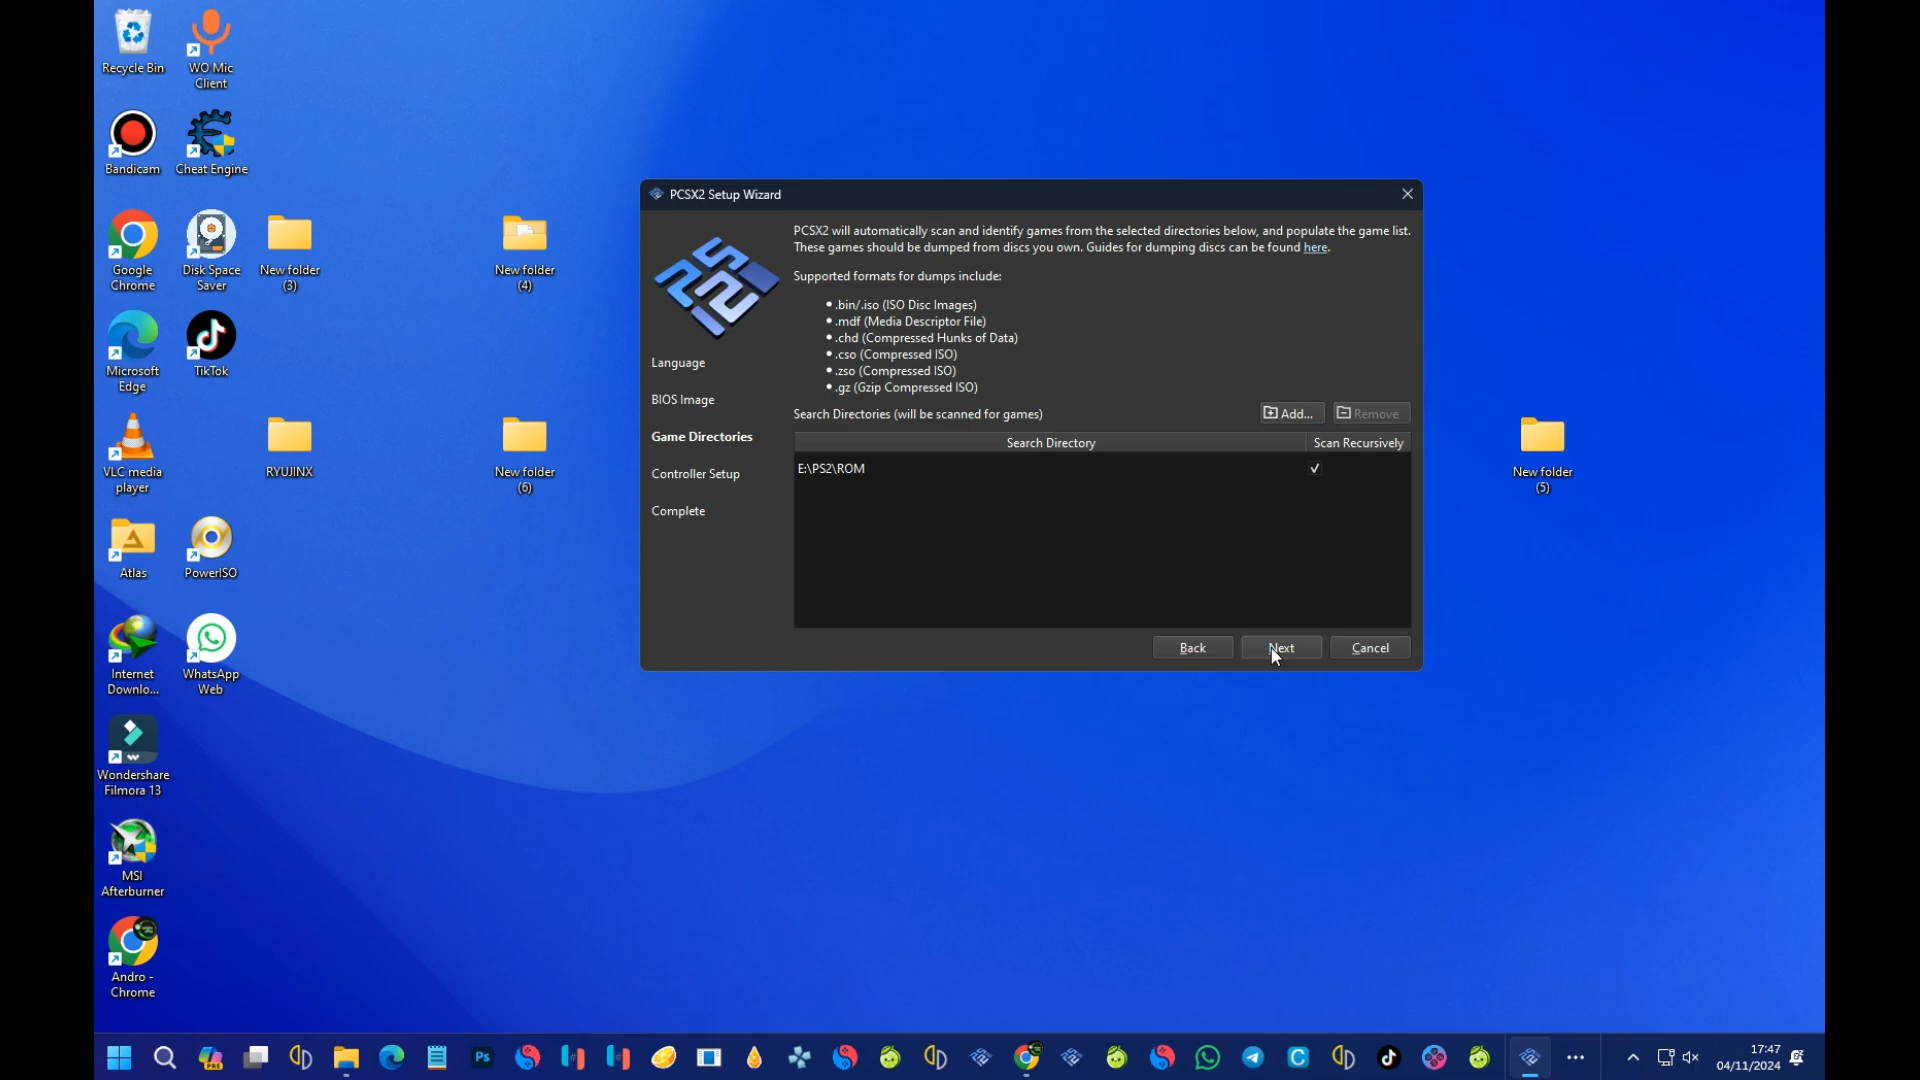 Recycle Bin
WO Mic
Client
Bandicam
Cheat Engine
Google
Chrome
Disk Space
Saver
New folder
(3)
New folder
(4)
Microsoft
Edge
TikTok
VLC media
player
RYUJINX
New folder
(6)
New folder
(5)
Atlas
PowerISO
Internet
Downlo...
WhatsApp
Web
Wondershare
Filmora 13
MSI
Afterburner
Andro -
Chrome
PCSX2 Setup Wizard
PCSX2 will automatically scan and identify games from the selected directories below, and populate the game list.
These games should be dumped from discs you own. Guides for dumping discs can be found here.
Supported formats for dumps include:
.bin/.iso (ISO Disc Images)
.mdf (Media Descriptor File)
.chd (Compressed Hunks of Data)
.cso (Compressed ISO)
.zso (Compressed ISO)
.gz (Gzip Compressed ISO)
Language
BIOS Image
Game Directories
Controller Setup
Complete
Search Directories (will be scanned for games)
Add...
Remove
Search Directory
Scan Recursively
E:\PS2\ROM
Back
Next
Cancel
PRE
Ps
C
17:47
04/11/2024